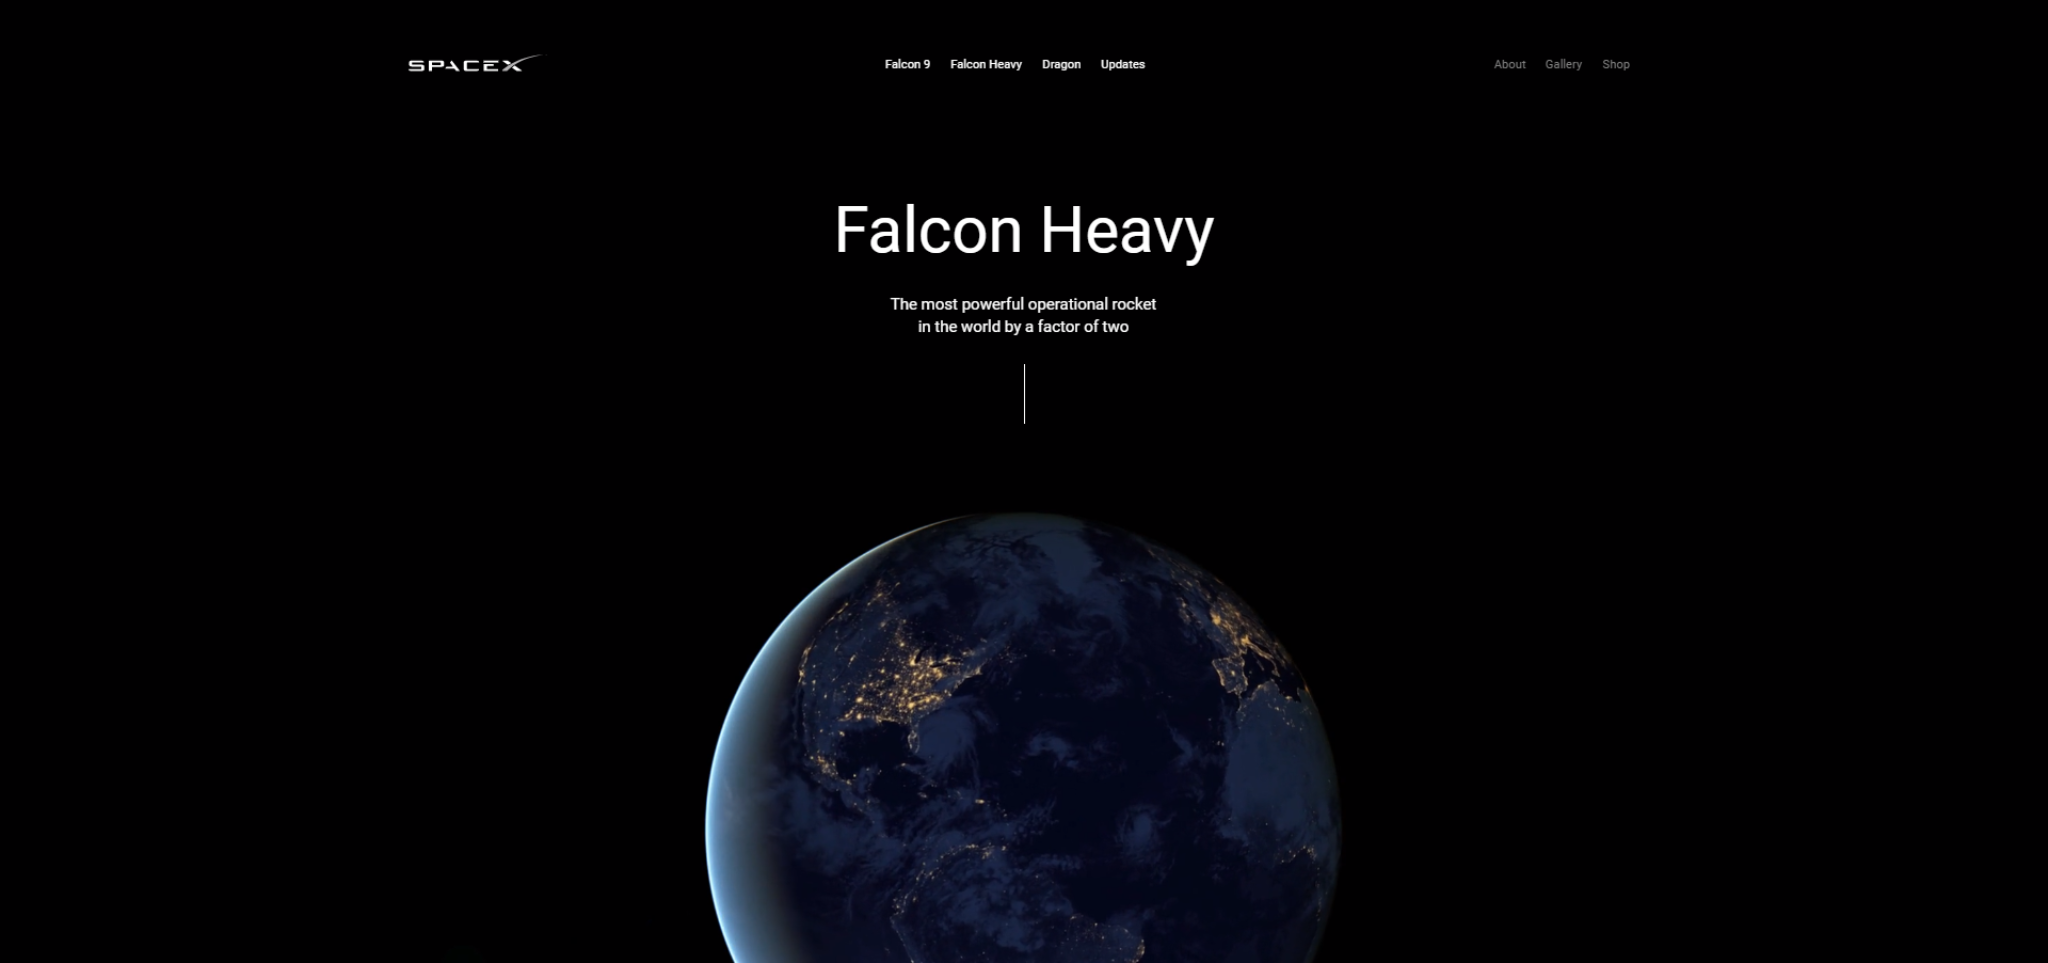 SPACEX
Falcon 9 Falcon Heavy Dragon Updates
About Gallery Shop
Falcon Heavy
The most powerful operational rocket
in the world by a factor of two